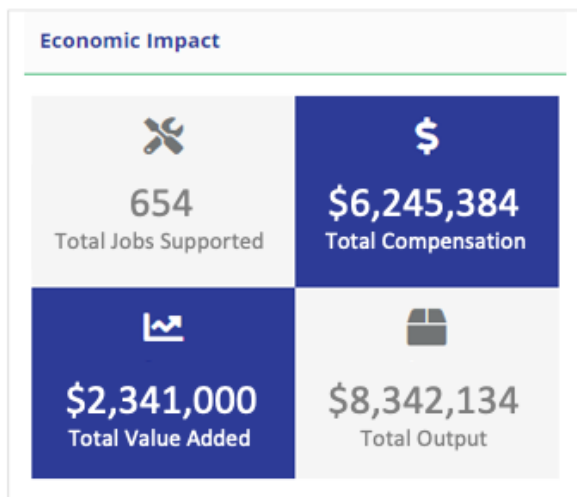 Economic Impact
654
Total Jobs Supported
$
$6,245,384
Total Compensation
$2,341,000
Total Value Added
$8,342,134
Total Output